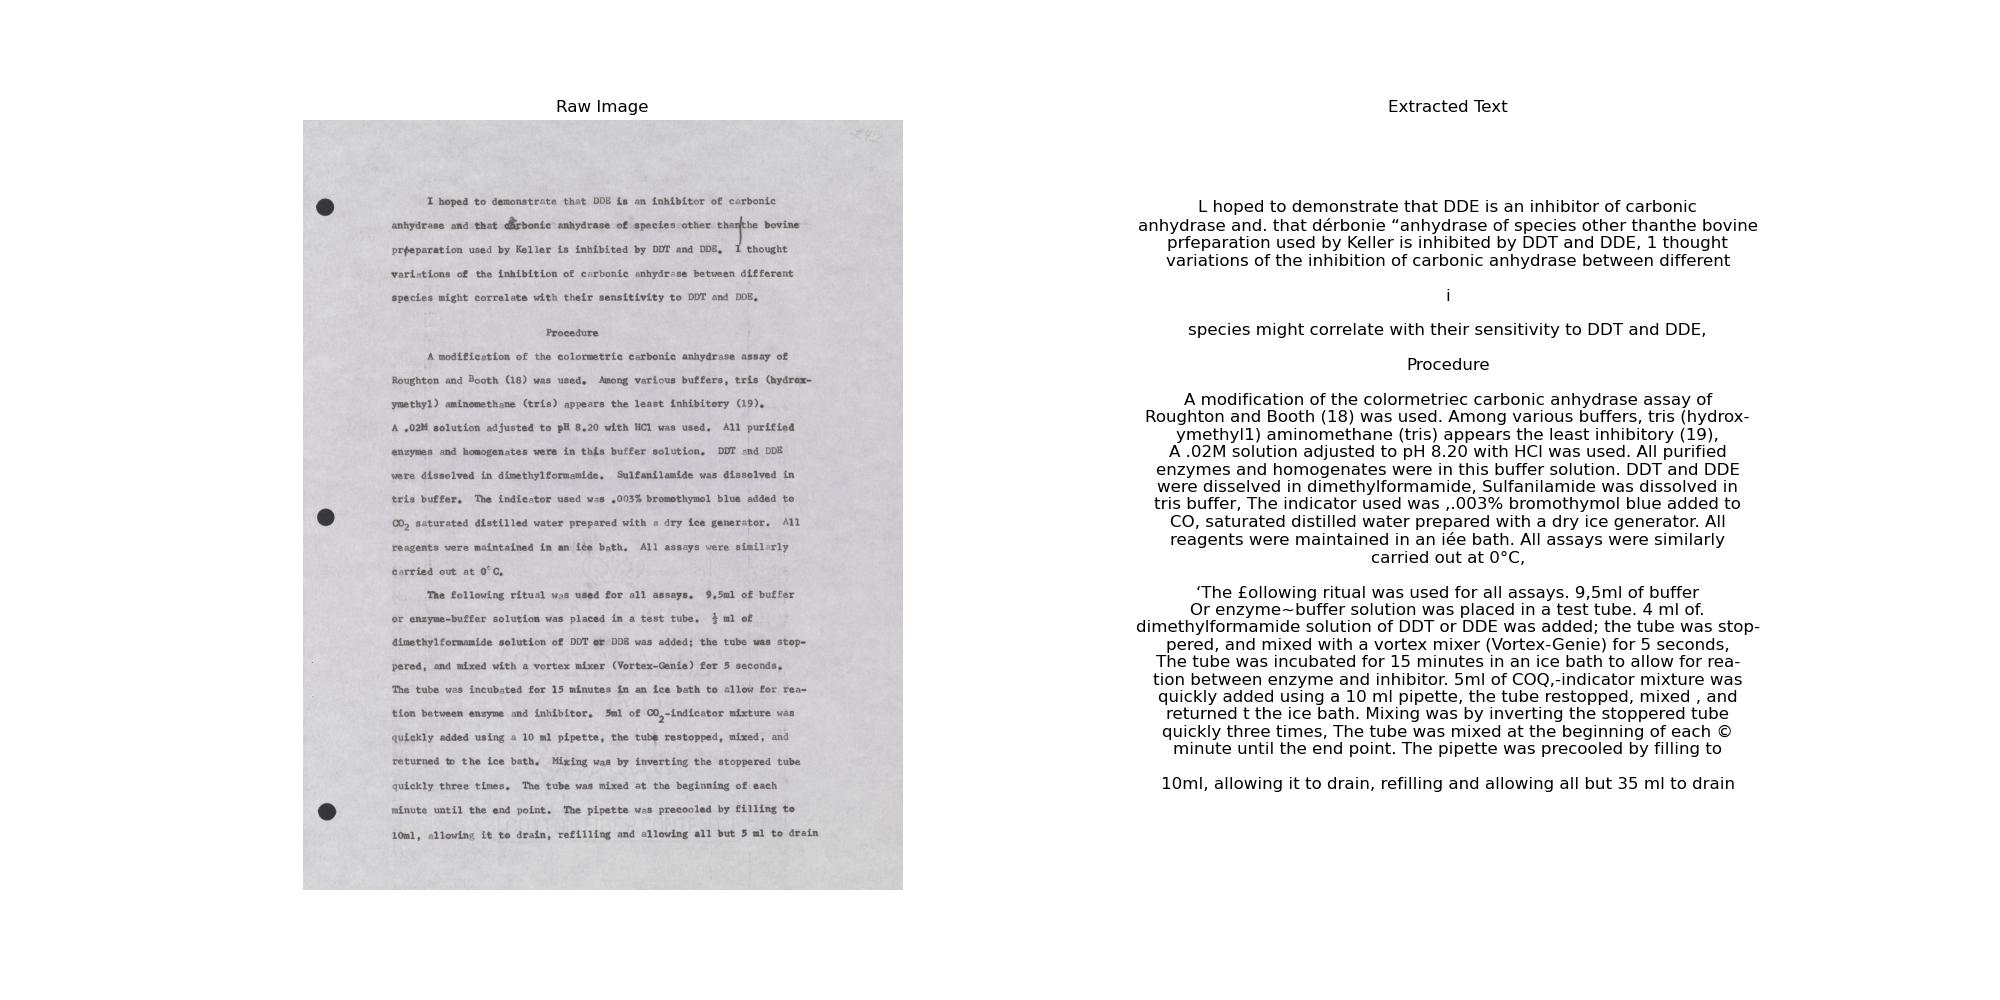 Raw Image
I hoped to demonstrate that DDE is an inhibitor of carbonic
anhydrase and that carbonic anhydrase of species other than the bovine
preparation used by Keller is inhibited by DDT and DDE.  I thought
variations of the inhibition of carbonic anhydrase between different
species might correlate with their sensitivity to DDT and DDE.
Procedure
A modification of the colormetric carbonic anhydrase assay of
Roughton and Booth (18) was used.  Among various buffers, tris (hydrox-
ymethyl) aminomethane (tris) appears the least inhibitory (19).
A .02M solution adjusted to pH 8.20 with HCl was used.  All purified
enzymes and homogenates were in this buffer solution.  DDT and DDE
were dissolved in dimethylformamide.  Sulfanilamide was dissolved in
tris buffer.  The indicator used was .003% bromothymol blue added to
CO2 saturated distilled water prepared with a dry ice generator.  All
reagents were maintained in an ice bath.  All assays were similarly
carried out at 0°C.
The following ritual was used for all assays.  9,5ml of buffer
or enzyme-buffer solution was placed in a test tube.  ½ ml of
dimethylformamide solution of DDT or DDE was added; the tube was stop-
pered, and mixed with a vortex mixer (Vortex-Genie) for 5 seconds.
The tube was incubated for 15 minutes in an ice bath to allow for rea-
tion between enzyme and inhibitor.  5ml of CO2-indicator mixture was
quickly added using a 10 ml pipette, the tube restopped, mixed, and
returned to the ice bath.  Mixing was by inverting the stoppered tube
quickly three times.  The tube was mixed at the beginning of each
minute until the end point.  The pipette was precooled by filling to
10ml, allowing it to drain, refilling and allowing all but 5 ml to drain
Extracted Text
L hoped to demonstrate that DDE is an inhibitor of carbonic
anhydrase and. that dérbonie “anhydrase of species other thanthe bovine
prfeparation used by Keller is inhibited by DDT and DDE, 1 thought
variations of the inhibition of carbonic anhydrase between different
i
species might correlate with their sensitivity to DDT and DDE,
Procedure
A modification of the colormetriec carbonic anhydrase assay of
Roughton and Booth (18) was used. Among various buffers, tris (hydrox-
ymethyl1) aminomethane (tris) appears the least inhibitory (19),
A .02M solution adjusted to pH 8.20 with HCl was used. All purified
enzymes and homogenates were in this buffer solution. DDT and DDE
were disselved in dimethylformamide, Sulfanilamide was dissolved in
tris buffer, The indicator used was ,.003% bromothymol blue added to
CO, saturated distilled water prepared with a dry ice generator. All
reagents were maintained in an iée bath. All assays were similarly
carried out at 0°C,
‘The £ollowing ritual was used for all assays. 9,5ml of buffer
Or enzyme~buffer solution was placed in a test tube. 4 ml of.
dimethylformamide solution of DDT or DDE was added; the tube was stop-
pered, and mixed with a vortex mixer (Vortex-Genie) for 5 seconds,
The tube was incubated for 15 minutes in an ice bath to allow for rea-
tion between enzyme and inhibitor. 5ml of COQ,-indicator mixture was
quickly added using a 10 ml pipette, the tube restopped, mixed , and
returned t the ice bath. Mixing was by inverting the stoppered tube
quickly three times, The tube was mixed at the beginning of each ©
minute until the end point. The pipette was precooled by filling to
10ml, allowing it to drain, refilling and allowing all but 35 ml to drain